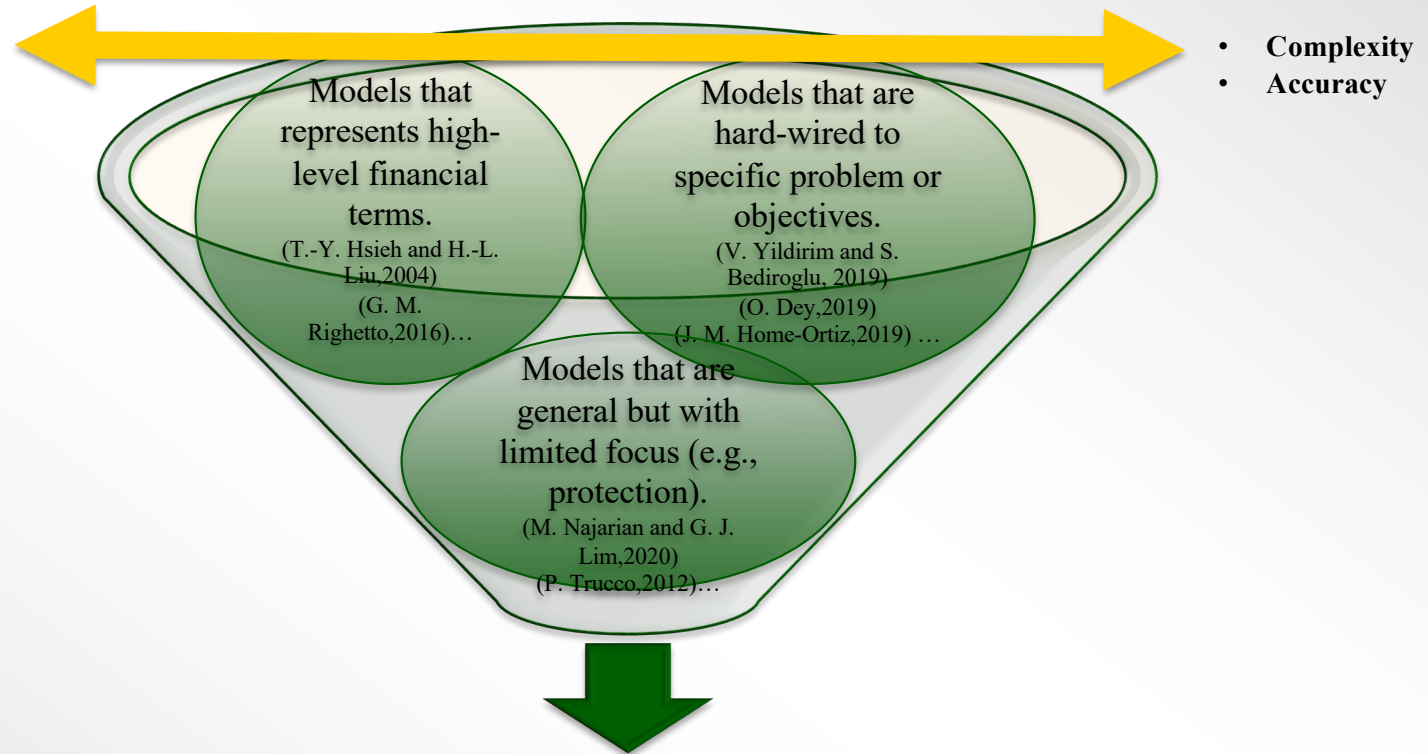 • Complexity
• Accuracy
Models that
represents high-
level financial
terms.
(T.-Y. Hsieh and H.-L.
Liu,2004)
(G. M.
Righetto,2016)…
Models that are
hard-wired to
specific problem or
objectives.
(V. Yildirim and S.
Bediroglu, 2019)
(O. Dey,2019)
(J. M. Home-Ortiz,2019) …
Models that are
general but with
limited focus (e.g.,
protection).
(M. Najarian and G. J.
Lim,2020)
(P. Trucco,2012)…